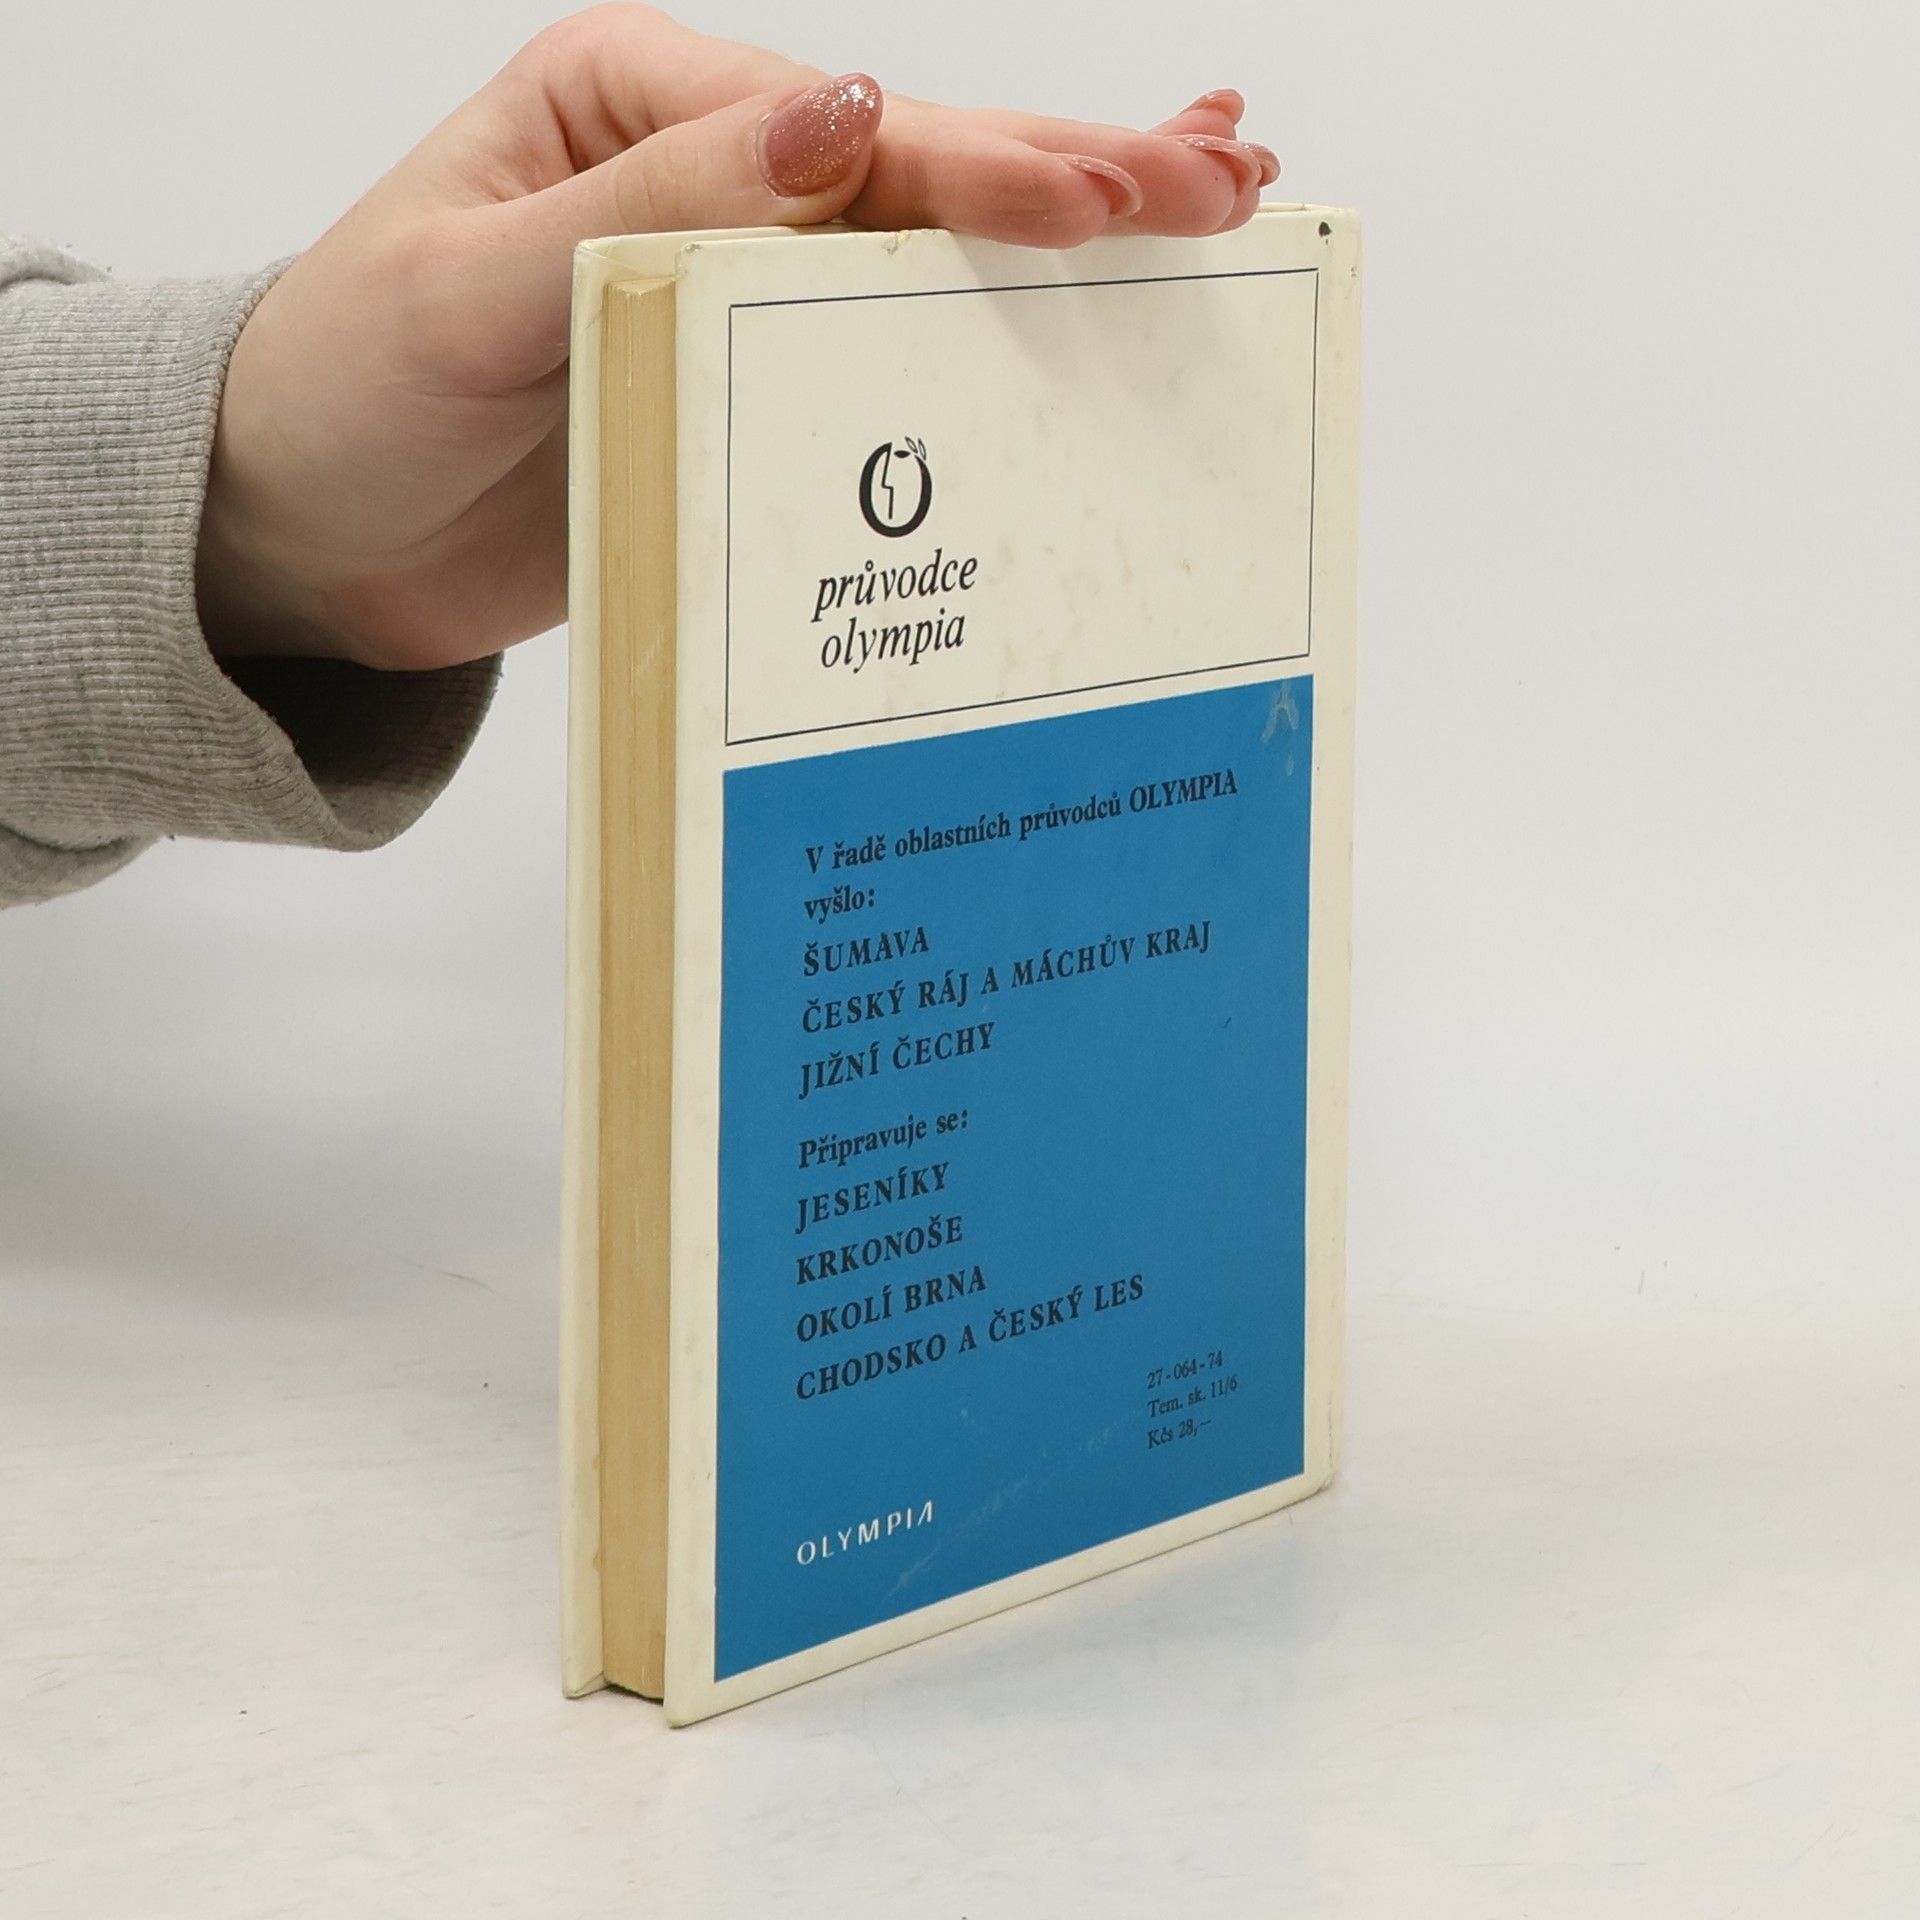 průvodce
olympia
V řadě oblastních průvodců OLYMPIA
vyšlo:
ŠUMAVA
ČESKÝ RÁJ A MÁCHŮV KRAJ
JIŽNÍ ČECHY
Připravuje se:
JESENÍKY
KRKONOŠE
OKOLÍ BRNA
CHODSKO A ČESKÝ LES
27-064-74
Tem. sk. 11/6
Kčs 28,—
OLYMPIA